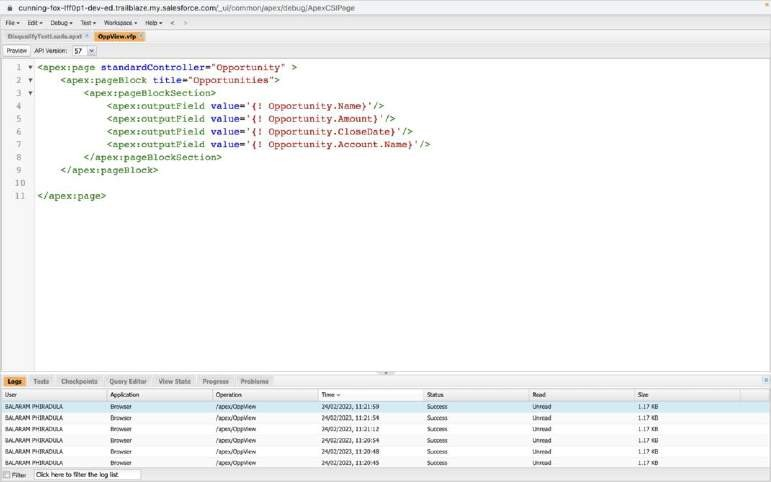 cunning-fox-lff0p1-dev-ed.trailblaze.my.salesforce.com/_ui/common/apex/debug/ApexCSIPage
File Edit Debug Test Workspace Help < >
DisqualifyTestLeads.apxt OppView.vfp
Preview API Version: 57
1 <apex:page standardController="Opportunity" >
2 <apex:pageBlock title="Opportunities">
3 <apex:pageBlockSection>
4 <apex:outputField value='{! Opportunity.Name}'/>
5 <apex:outputField value='{! Opportunity.Amount}'/>
6 <apex:outputField value='{! Opportunity.CloseDate}'/>
7 <apex:outputField value='{! Opportunity.Account.Name}'/>
8 </apex:pageBlockSection>
9 </apex:pageBlock>
10
11 </apex:page>
Logs Tests Checkpoints Query Editor View State Progress Problems
User Application Operation Time Status Read Size
BALARAM PHIRADULA Browser /apex/OppView 24/02/2023, 11:21:59 Success Unread 1.17 KB
BALARAM PHIRADULA Browser /apex/OppView 24/02/2023, 11:21:54 Success Unread 1.17 KB
BALARAM PHIRADULA Browser /apex/OppView 24/02/2023, 11:21:12 Success Unread 1.17 KB
BALARAM PHIRADULA Browser /apex/OppView 24/02/2023, 11:20:54 Success Unread 1.17 KB
BALARAM PHIRADULA Browser /apex/OppView 24/02/2023, 11:20:48 Success Unread 1.17 KB
BALARAM PHIRADULA Browser /apex/OppView 24/02/2023, 11:20:45 Success Unread 1.17 KB
Filter Click here to filter the log list